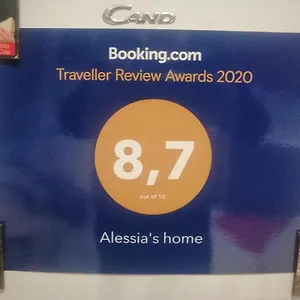 CAND
Booking.com
Traveller Review Awards 2020
8,7
out of 10
Alessia's home